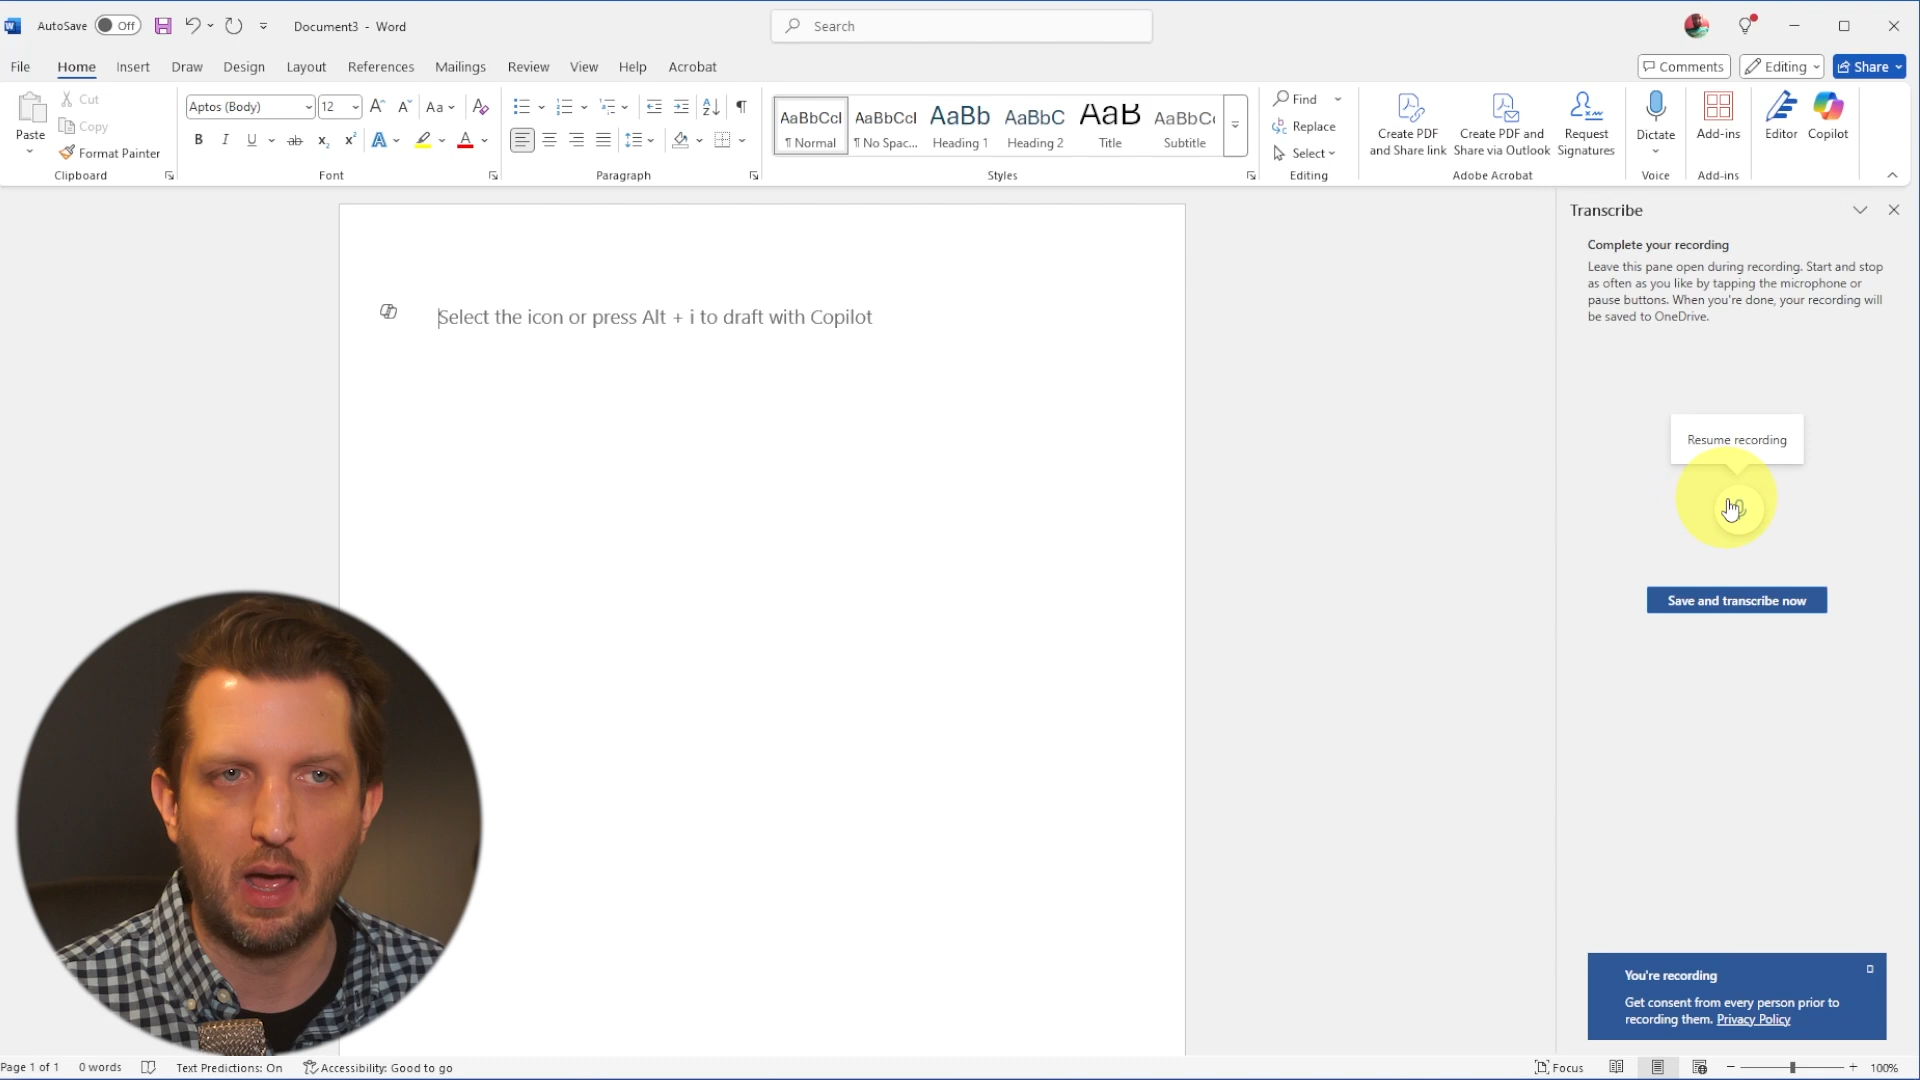 AutoSave Off Document3 - Word Search
File Home Insert Draw Design Layout References Mailings Review View Help Acrobat Comments Editing Share
Paste
Cut
Copy
Format Painter
Clipboard
Aptos (Body) 12
Font
Paragraph
AaBbCcI AaBbCcI AaBb AaBbC AaB AaBbCc
¶ Normal ¶ No Spac... Heading 1 Heading 2 Title Subtitle
Styles
Find
Replace
Select
Editing
Create PDF
and Share link
Create PDF and
Share via Outlook
Request
Signatures
Adobe Acrobat
Dictate
Voice
Add-ins
Add-ins
Editor
Copilot
Transcribe
Complete your recording
Leave this pane open during recording. Start and stop
as often as you like by tapping the microphone or
pause buttons. When you're done, your recording will
be saved to OneDrive.
Select the icon or press Alt + i to draft with Copilot
Resume recording
Save and transcribe now
You're recording
Get consent from every person prior to
recording them. Privacy Policy
Page 1 of 1 0 words Text Predictions: On Accessibility: Good to go Focus 100%